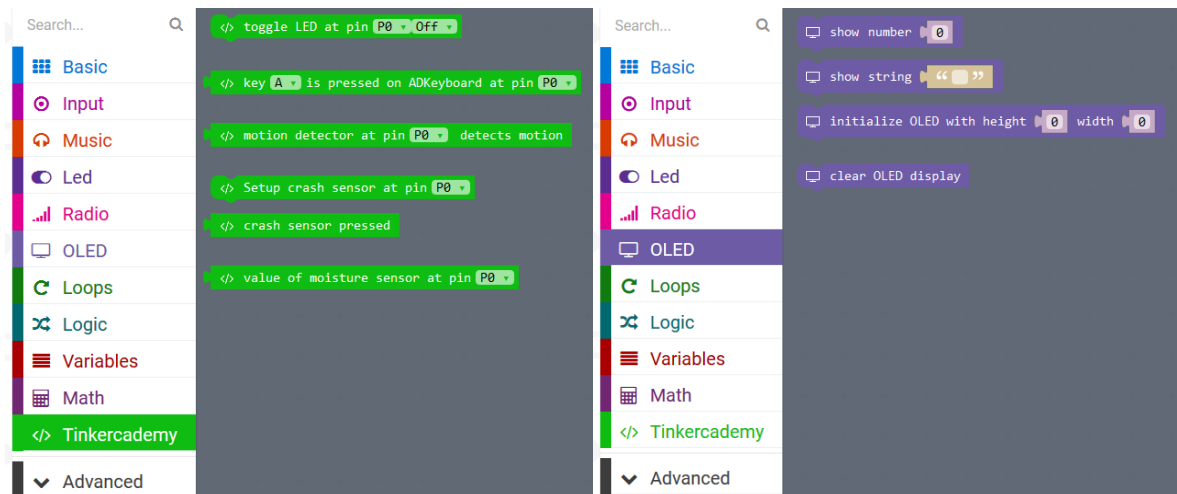 Search...
Basic
Input
Music
Led
Radio
OLED
Loops
Logic
Variables
Math
</> Tinkercademy
Advanced
</> toggle LED at pin P0 Off
</> key A is pressed on ADKeyboard at pin P0
</> motion detector at pin P0 detects motion
</> Setup crash sensor at pin P0
</> crash sensor pressed
</> value of moisture sensor at pin P0
Search...
Basic
Input
Music
Led
Radio
OLED
Loops
Logic
Variables
Math
</> Tinkercademy
Advanced
show number 0
show string “ ”
initialize OLED with height 0 width 0
clear OLED display